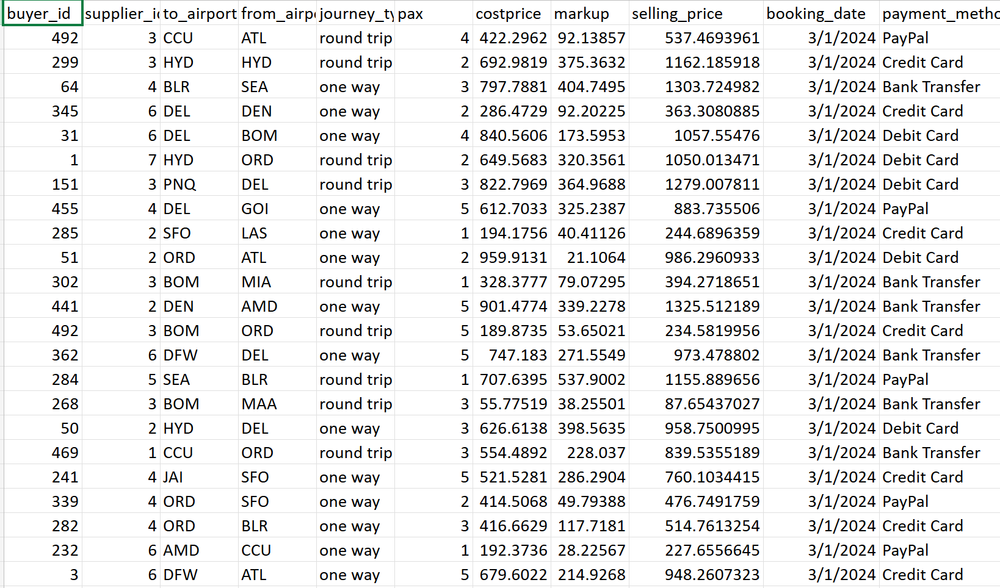 buyer_id supplier_id to_airport from_airpo journey_ty pax costprice markup selling_price booking_date payment_metho
492 3 CCU ATL round trip 4 422.2962 92.13857 537.4693961 3/1/2024 PayPal
299 3 HYD HYD round trip 2 692.9819 375.3632 1162.185918 3/1/2024 Credit Card
64 4 BLR SEA one way 3 797.7881 404.7495 1303.724982 3/1/2024 Bank Transfer
345 6 DEL DEN one way 2 286.4729 92.20225 363.3080885 3/1/2024 Credit Card
31 6 DEL BOM one way 4 840.5606 173.5953 1057.55476 3/1/2024 Debit Card
1 7 HYD ORD round trip 2 649.5683 320.3561 1050.013471 3/1/2024 Debit Card
151 3 PNQ DEL round trip 3 822.7969 364.9688 1279.007811 3/1/2024 Debit Card
455 4 DEL GOI one way 5 612.7033 325.2387 883.735506 3/1/2024 PayPal
285 2 SFO LAS one way 1 194.1756 40.41126 244.6896359 3/1/2024 Credit Card
51 2 ORD ATL one way 2 959.9131 21.1064 986.2960933 3/1/2024 Debit Card
302 3 BOM MIA round trip 1 328.3777 79.07295 394.2718651 3/1/2024 Bank Transfer
441 2 DEN AMD one way 5 901.4774 339.2278 1325.512189 3/1/2024 Bank Transfer
492 3 BOM ORD round trip 5 189.8735 53.65021 234.5819956 3/1/2024 Credit Card
362 6 DFW DEL one way 5 747.183 271.5549 973.478802 3/1/2024 Bank Transfer
284 5 SEA BLR round trip 1 707.6395 537.9002 1155.889656 3/1/2024 PayPal
268 3 BOM MAA round trip 3 55.77519 38.25501 87.65437027 3/1/2024 Bank Transfer
50 2 HYD DEL one way 3 626.6138 398.5635 958.7500995 3/1/2024 Debit Card
469 1 CCU ORD round trip 3 554.4892 228.037 839.5355189 3/1/2024 Bank Transfer
241 4 JAI SFO one way 5 521.5281 286.2904 760.1034415 3/1/2024 Credit Card
339 4 ORD SFO one way 2 414.5068 49.79388 476.7491759 3/1/2024 PayPal
282 4 ORD BLR one way 3 416.6629 117.7181 514.7613254 3/1/2024 Credit Card
232 6 AMD CCU one way 1 192.3736 28.22567 227.6556645 3/1/2024 PayPal
3 6 DFW ATL one way 5 679.6022 214.9268 948.2607323 3/1/2024 Credit Card